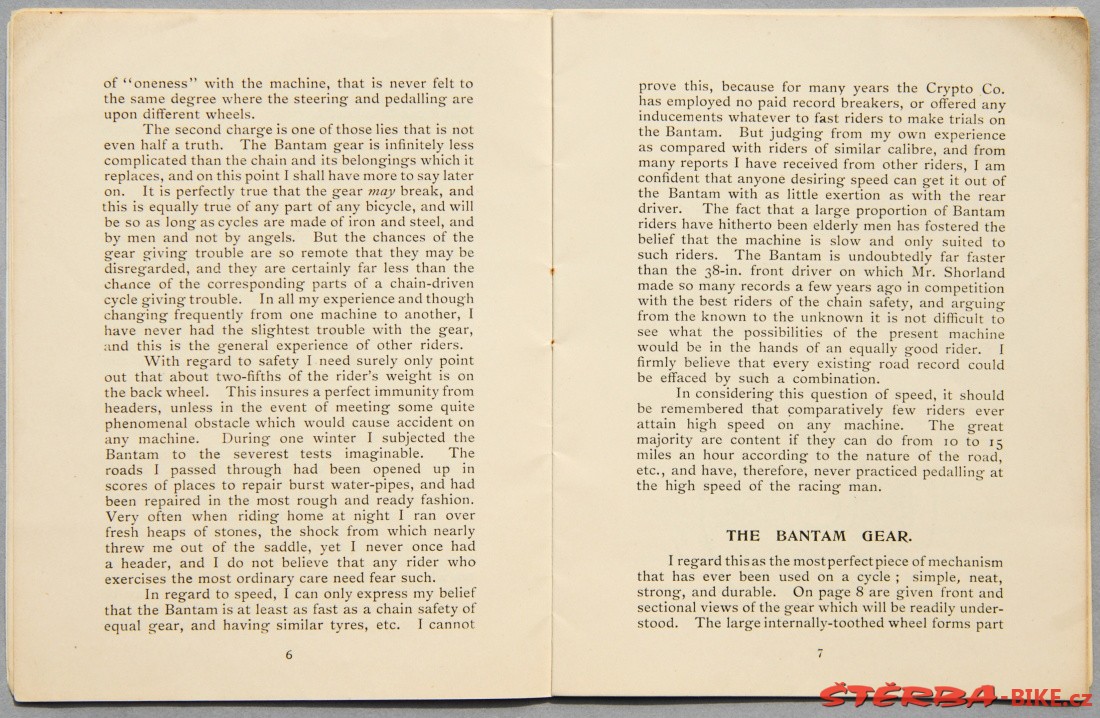 of "oneness" with the machine, that is never felt to
the same degree where the steering and pedalling are
upon different wheels.
The second charge is one of those lies that is not
even half a truth. The Bantam gear is infinitely less
complicated than the chain and its belongings which it
replaces, and on this point I shall have more to say later
on. It is perfectly true that the gear may break, and
this is equally true of any part of any bicycle, and will
be so as long as cycles are made of iron and steel, and
by men and not by angels. But the chances of the
gear giving trouble are so remote that they may be
disregarded, and they are certainly far less than the
chance of the corresponding parts of a chain-driven
cycle giving trouble. In all my experience and though
changing frequently from one machine to another, I
have never had the slightest trouble with the gear,
and this is the general experience of other riders.
With regard to safety I need surely only point
out that about two-fifths of the rider's weight is on
the back wheel. This insures a perfect immunity from
headers, unless in the event of meeting some quite
phenomenal obstacle which would cause accident on
any machine. During one winter I subjected the
Bantam to the severest tests imaginable. The
roads I passed through had been opened up in
scores of places to repair burst water-pipes, and had
been repaired in the most rough and ready fashion.
Very often when riding home at night I ran over
fresh heaps of stones, the shock from which nearly
threw me out of the saddle, yet I never once had
a header, and I do not believe that any rider who
exercises the most ordinary care need fear such.
In regard to speed, I can only express my belief
that the Bantam is at least as fast as a chain safety of
equal gear, and having similar tyres, etc. I cannot
6
prove this, because for many years the Crypto Co.
has employed no paid record breakers, or offered any
inducements whatever to fast riders to make trials on
the Bantam. But judging from my own experience
as compared with riders of similar calibre, and from
many reports I have received from other riders, I am
confident that anyone desiring speed can get it out of
the Bantam with as little exertion as with the rear
driver. The fact that a large proportion of Bantam
riders have hitherto been elderly men has fostered the
belief that the machine is slow and only suited to
such riders. The Bantam is undoubtedly far faster
than the 38-in. front driver on which Mr. Shorland
made so many records a few years ago in competition
with the best riders of the chain safety, and arguing
from the known to the unknown it is not difficult to
see what the possibilities of the present machine
would be in the hands of an equally good rider. I
firmly believe that every existing road record could
be effaced by such a combination.
In considering this question of speed, it should
be remembered that comparatively few riders ever
attain high speed on any machine. The great
majority are content if they can do from 10 to 15
miles an hour according to the nature of the road,
etc., and have, therefore, never practiced pedalling at
the high speed of the racing man.
THE BANTAM GEAR.
I regard this as the most perfect piece of mechanism
that has ever been used on a cycle; simple, neat,
strong, and durable. On page 8 are given front and
sectional views of the gear which will be readily under-
stood. The large internally-toothed wheel forms part
7
ŠTĚRBA-BIKE.cz